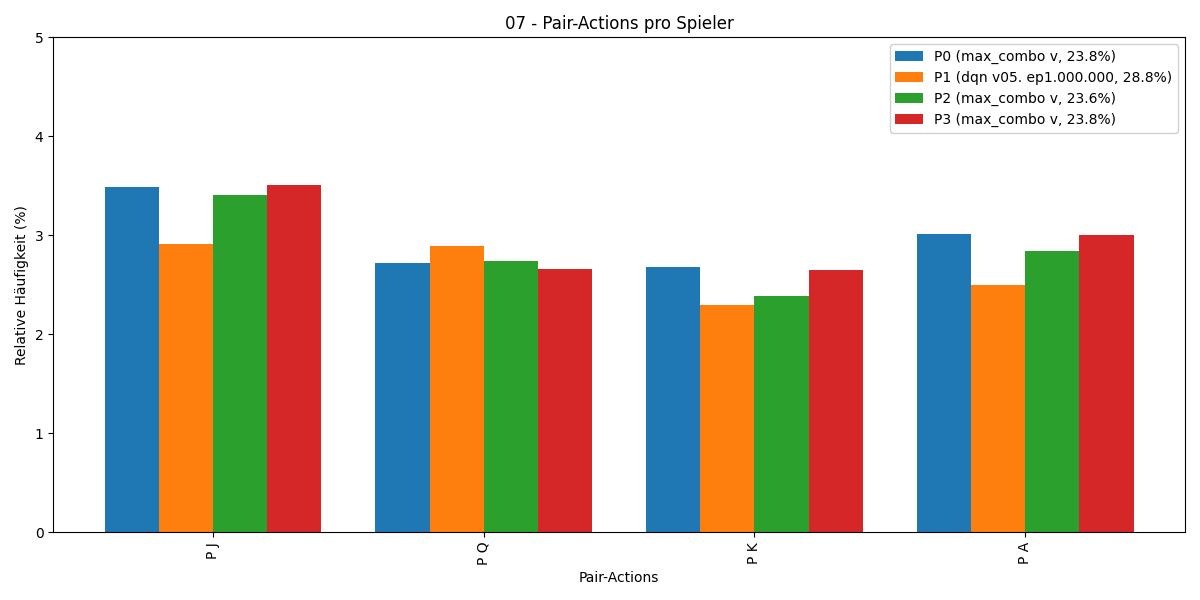 07 - Pair-Actions pro Spieler
P0 (max_combo v, 23.8%)
P1 (dqn v05. ep1.000.000, 28.8%)
P2 (max_combo v, 23.6%)
P3 (max_combo v, 23.8%)
Relative Häufigkeit (%)
5
4
3
2
1
0
P J
P Q
P K
P A
Pair-Actions